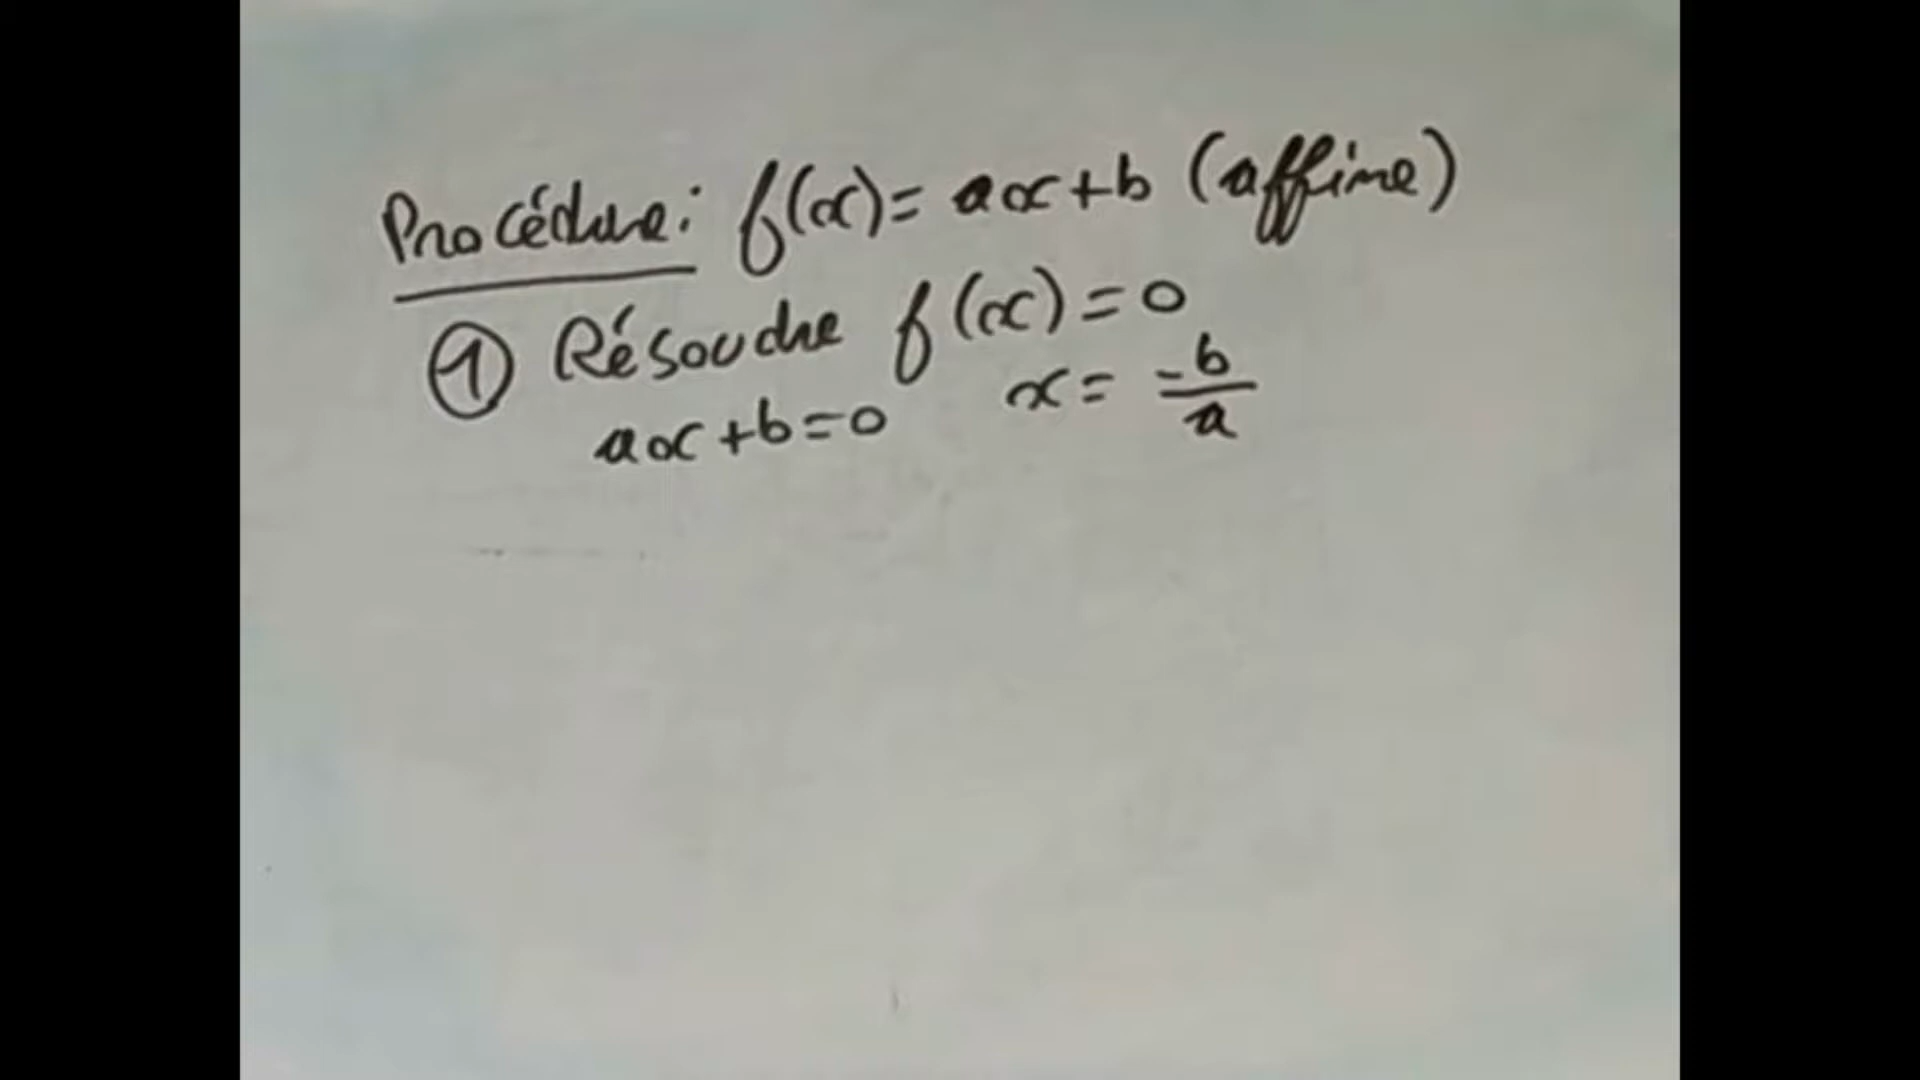 Procédure: f(x)= ax+b (affine)
① Résoudre f(x)=0
ax+b=0 x= -b/a